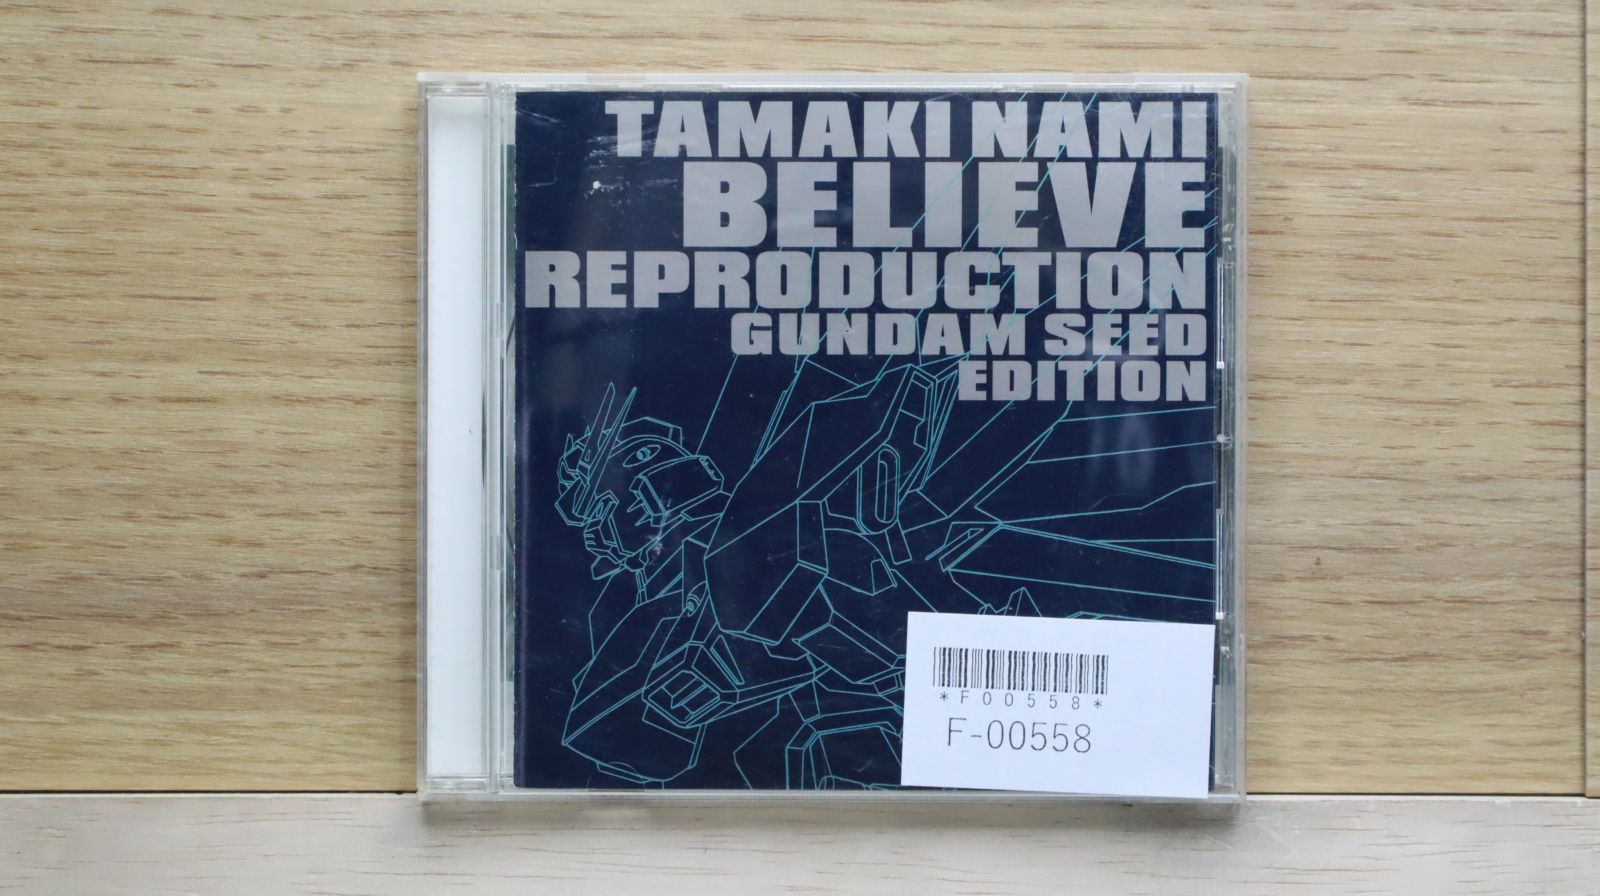 TAMAKI NAMI
BELIEVE
REPRODUCTION
GUNDAM SEED
EDITION
*F00558*
F-00558